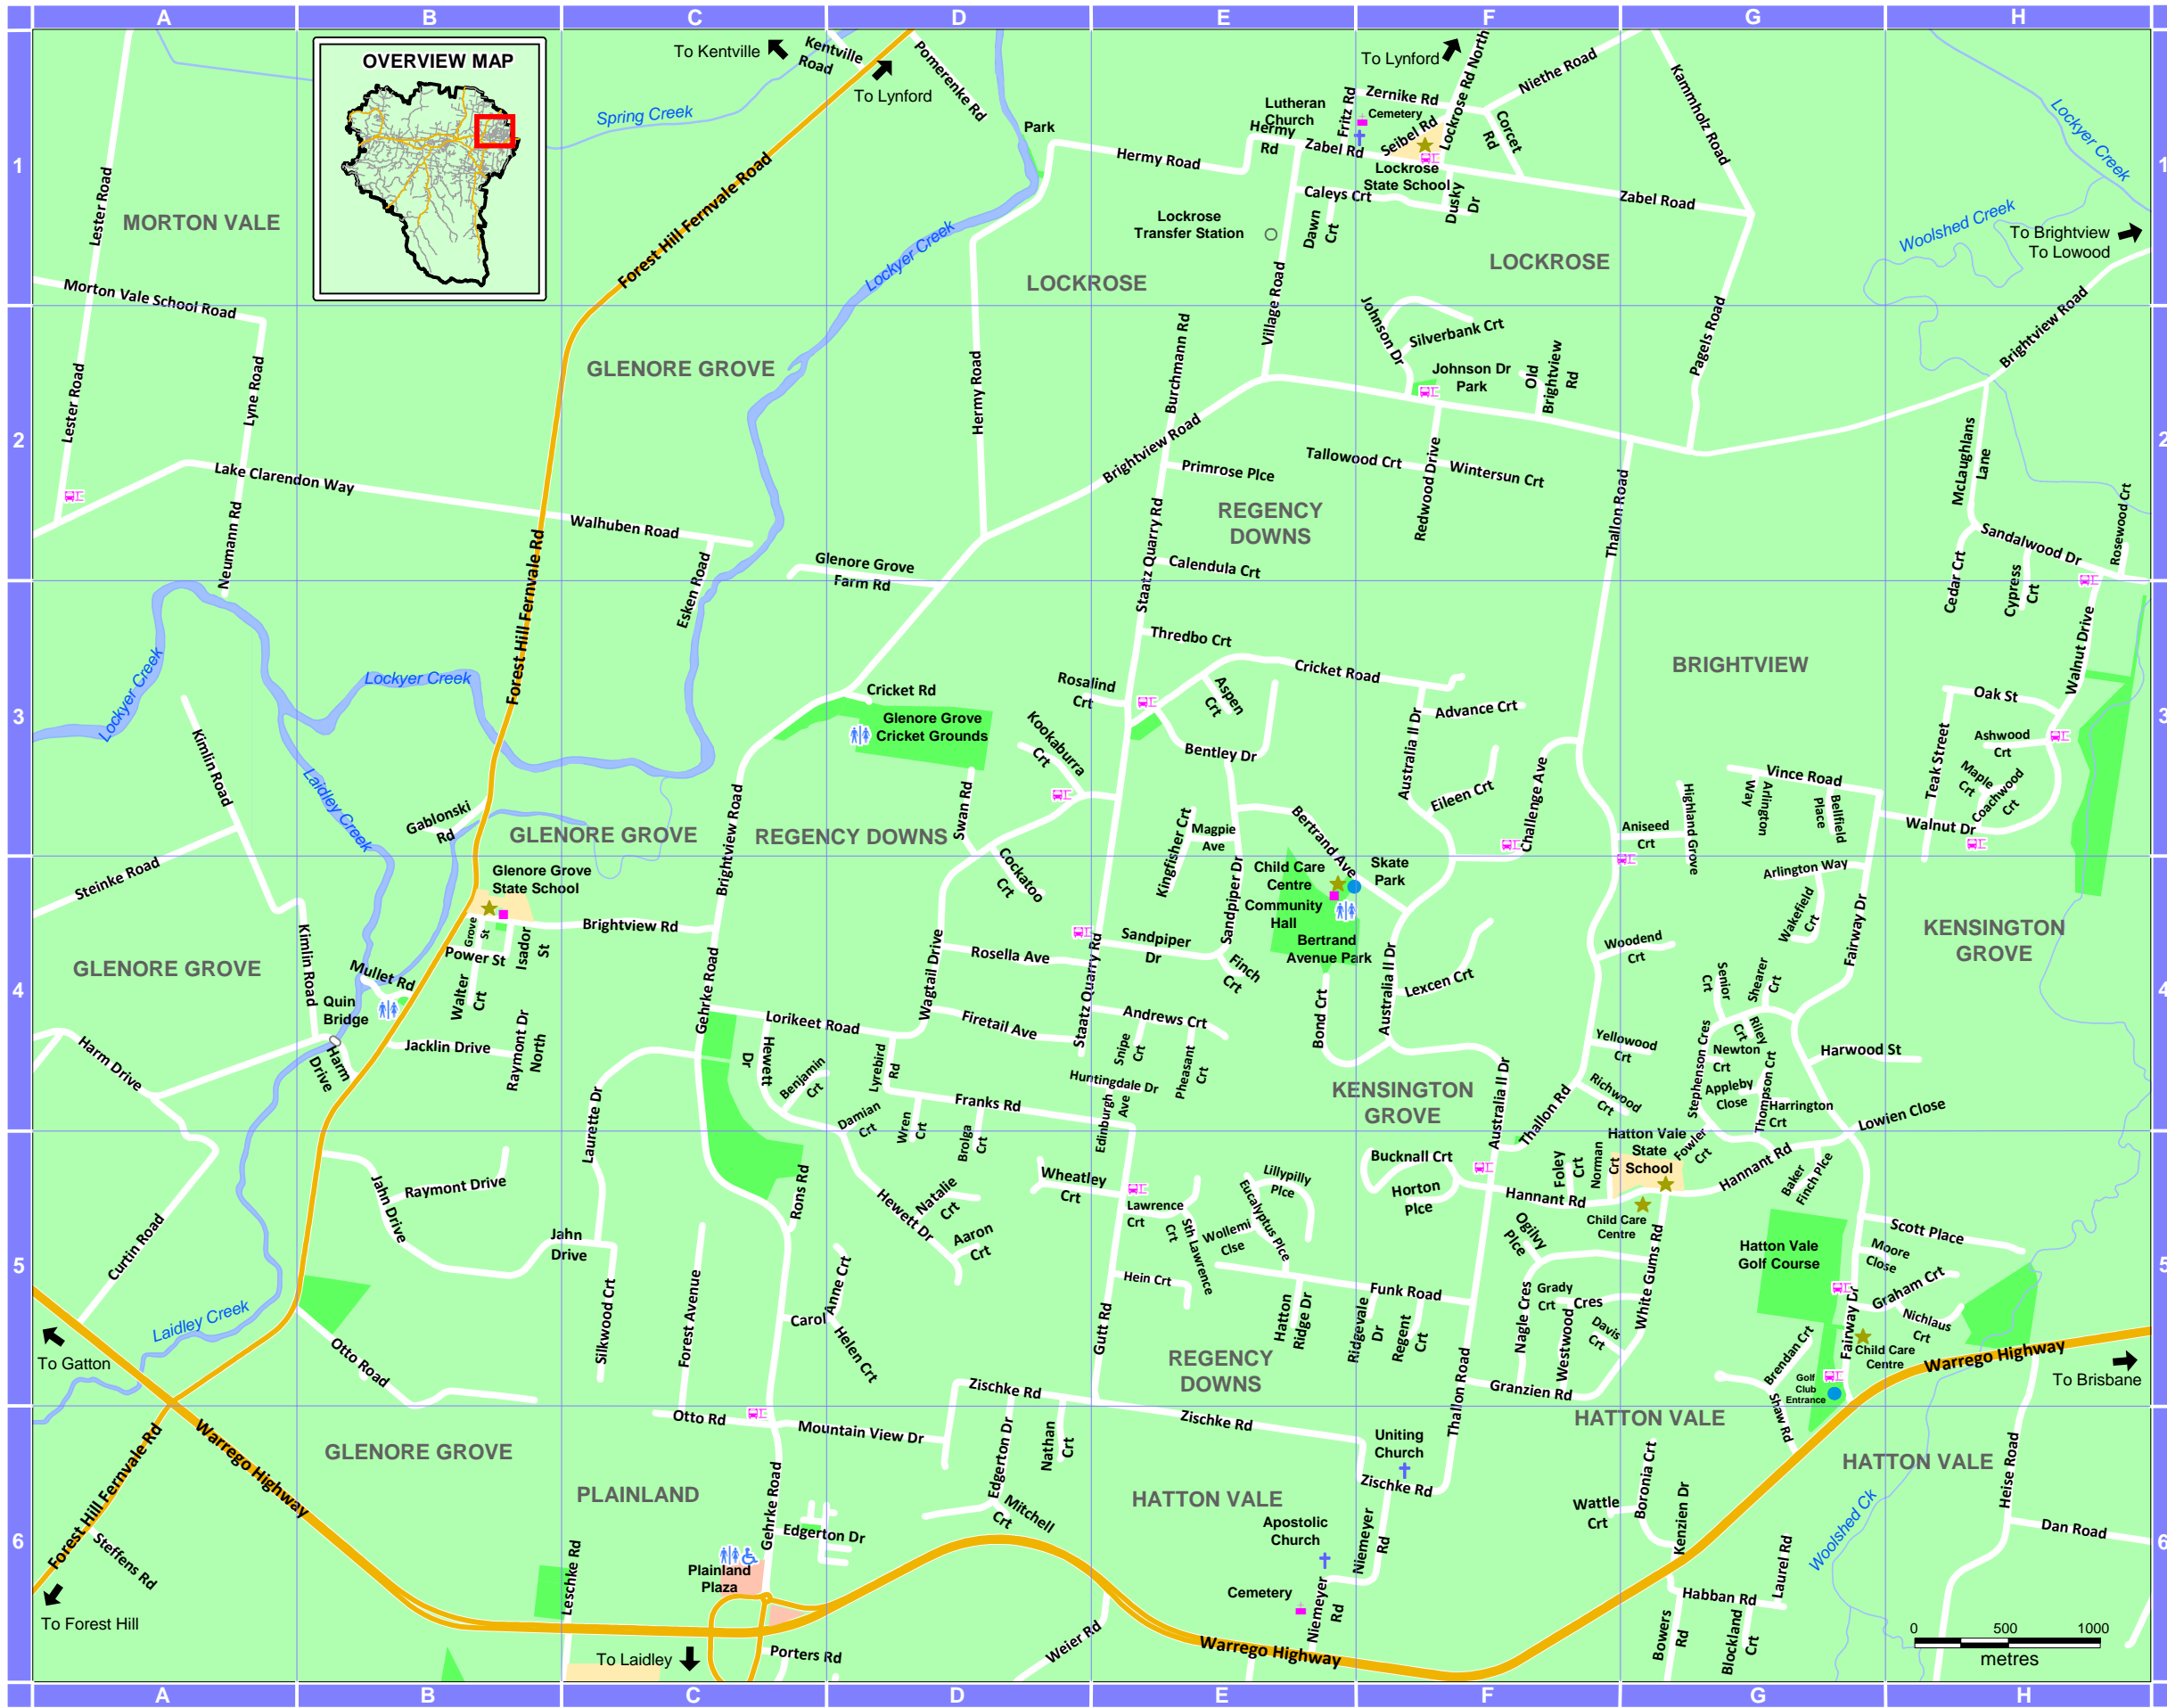 A B C D E F G H
OVERVIEW MAP
To Kentville
Kentville
Road
To Lynford
Pomerenke Rd
To Lynford
Lockrose Rd North
Niethe Road
Kammholz Road
Lockyer Creek
Spring Creek
Lutheran
Church
Fritz Rd
Zernike Rd
Cemetery
Seibel Rd
Corcet
Rd
Park
Hermy
Rd
Zabel Rd
Hermy Road
Lockrose
State School
Caleys Crt
Dusky
Dr
Zabel Road
1
1
Lester Road
MORTON VALE
Forest Hill Fernvale Road
Lockyer Creek
Lockrose
Transfer Station
Dawn
Crt
LOCKROSE
LOCKROSE
Woolshed Creek
To Brightview
To Lowood
Morton Vale School Road
Village Road
Johnson Dr
Silverbank Crt
Pagels Road
Brightview Road
GLENORE GROVE
Lester Road
Lyne Road
Hermy Road
Burchmann Rd
Johnson Dr
Park
Old
Brightview
Rd
2
2
Brightview Road
Primrose Plce
Tallowood Crt
Redwood Drive
Wintersun Crt
McLaughlans
Lane
Lake Clarendon Way
Walhuben Road
REGENCY
DOWNS
Thallon Road
Neumann Rd
Forest Hill Fernvale Rd
Esken Road
Glenore Grove
Farm Rd
Staatz Quarry Rd
Calendula Crt
Sandalwood Dr
Rosewood Crt
Cedar Crt
Cypress
Crt
Thredbo Crt
Cricket Road
BRIGHTVIEW
Walnut Drive
Lockyer Creek
Lockyer Creek
Cricket Rd
Rosalind
Crt
Aspen
Crt
Advance Crt
Oak St
3
3
Glenore Grove
Cricket Grounds
Kookaburra
Crt
Bentley Dr
Australia II Dr
Ashwood
Crt
Kimlin Road
Laidley Creek
Teak Street
Maple
Crt
Coachwood
Crt
Vince Road
Arlington
Way
Bellfield
Place
Highland Grove
Gablonski
Rd
GLENORE GROVE
Brightview Road
REGENCY DOWNS
Swan Rd
Eileen Crt
Challenge Ave
Kingfisher Crt
Magpie
Ave
Bertrand Ave
Aniseed
Crt
Walnut Dr
Steinke Road
Glenore Grove
State School
Cockatoo
Crt
Child Care
Centre
Skate
Park
Arlington Way
Community
Hall
Wakefield
Crt
Fairway Dr
KENSINGTON
GROVE
Grove
St
Power St
Isador
St
Brightview Rd
Sandpiper Dr
Bertrand
Avenue Park
Woodend
Crt
GLENORE GROVE
Kimlin Road
Mullet Rd
Walter
Crt
Gehrke Road
Wagtail Drive
Rosella Ave
Sandpiper
Dr
Finch
Crt
Lexcen Crt
Australia II Dr
Senior
Crt
Shearer
Crt
4
4
Quin
Bridge
Lorikeet Road
Firetail Ave
Staatz Quarry Rd
Andrews Crt
Bond Crt
Riley
Crt
Harm Drive
Harm
Drive
Jacklin Drive
Raymont Dr
North
Hewett
Dr
Benjamin
Crt
Lyrebird
Rd
Snipe
Crt
Pheasant
Crt
Yellowood
Crt
Stephenson Cres
Newton
Crt
Harwood St
Huntingdale Dr
KENSINGTON
GROVE
Richwood
Crt
Appleby
Close
Thompson Crt
Harrington
Crt
Laurette Dr
Damian
Crt
Wren
Crt
Franks Rd
Brolga
Crt
Edinburgh
Ave
Australia II Dr
Thallon Rd
Lowien Close
Hatton Vale
State
School
Fowler
Crt
Raymont Drive
Jahn Drive
Rons Rd
Wheatley
Crt
Lillypilly
Plce
Bucknall Crt
Foley
Crt
Norman
Crt
Hannant Rd
Baker
Finch Plce
Hewett Dr
Natalie
Crt
Lawrence
Crt
Eucalyptus Plce
Horton
Plce
Hannant Rd
Child Care
Centre
Curtin Road
Jahn
Drive
Aaron
Crt
Sth Lawrence
Crt
Wollemi
Clse
Ogilvy
Plce
White Gums Rd
Hatton Vale
Golf Course
Scott Place
Moore
Close
5
5
Silkwood Crt
Forest Avenue
Anne Crt
Hein Crt
Funk Road
Grady
Crt
Cres
Graham Crt
Laidley Creek
Carol
Helen Crt
Gutt Rd
Hatton
Ridge Dr
Ridgevale
Dr
Regent
Crt
Nagle Cres
Westwood
Davis
Crt
Fairway Dr
Nichlaus
Crt
To Gatton
Otto Road
REGENCY
DOWNS
Brendan Crt
Child Care
Centre
Warrego Highway
To Brisbane
Zischke Rd
Granzien Rd
Golf
Club
Entrance
Otto Rd
Mountain View Dr
Zischke Rd
Thallon Road
HATTON VALE
Shaw Rd
Warrego Highway
GLENORE GROVE
Forest Hill Fernvale Rd
Edgerton Dr
Nathan
Crt
Uniting
Church
HATTON VALE
PLAINLAND
Gehrke Road
HATTON VALE
Zischke Rd
Boronia Crt
Heise Road
Wattle
Crt
Mitchell
Crt
Apostolic
Church
Niemeyer
Rd
Kenzien Dr
Woolshed Ck
Dan Road
6
6
Steffens Rd
Edgerton Dr
Leschke Rd
Plainland
Plaza
Cemetery
Niemeyer
Rd
Laurel Rd
Habban Rd
To Forest Hill
Weier Rd
Bowers
Rd
Blockland
Crt
0 500 1000
metres
To Laidley
Porters Rd
Warrego Highway
A B C D E F G H